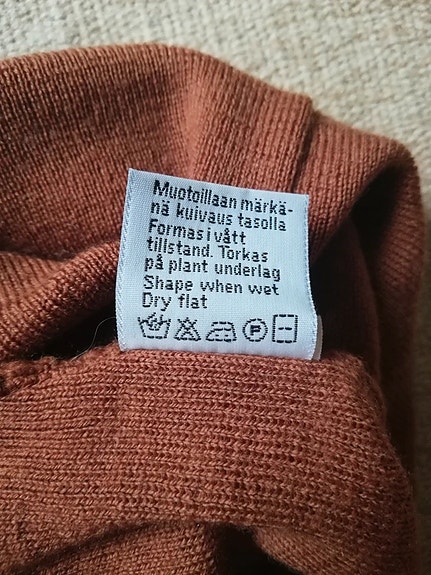 Muotoillaan märkä-
nä kuivaus tasolla
Formas i vått
tillstand. Torkas
på plant underlag
Shape when wet
Dry flat
P